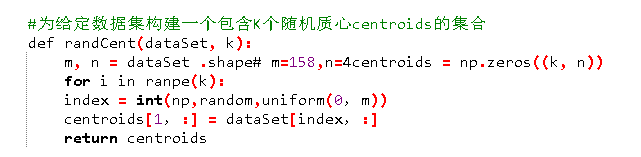 #为给定数据集构建一个包含K个随机质心centroids的集合
def randCent(dataSet, k):
    m, n = dataSet .shape# m=158,n=4centroids = np.zeros((k, n))
    for i in ranpe(k):
    index = int(np,random,uniform(0, m))
    centroids[1, :] = dataSet[index, :]
    return centroids